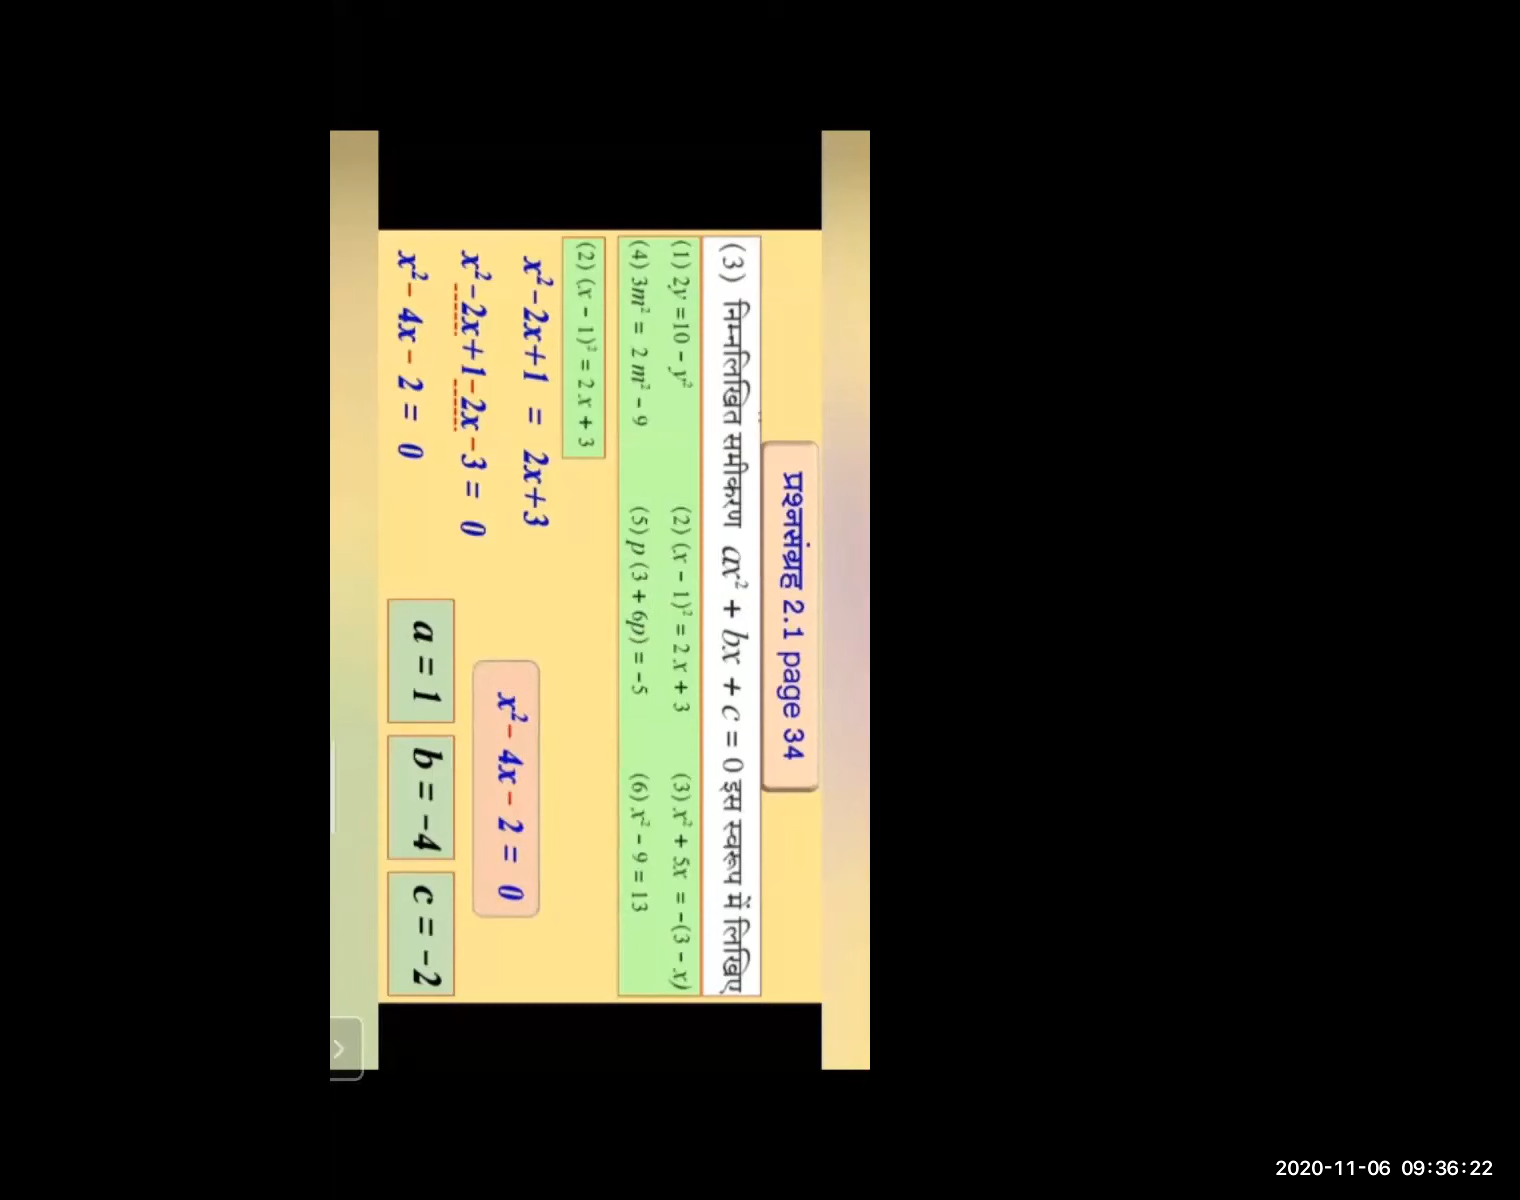 प्रश्नसंग्रह 2.1 page 34
(3) निम्नलिखित समीकरण ax² + bx + c = 0 इस स्वरूप में लिखिए
(1) 2y =10 - y² (2) (x - 1)² = 2x + 3 (3) x² + 5x = -(3 - x)
(4) 3m² = 2m² - 9 (5) p (3 + 6p) = -5 (6) x² - 9 = 13
(2) (x - 1)² = 2x + 3
x²-2x+1 = 2x+3
x²-2x+1-2x-3 = 0
x²- 4x - 2 = 0
x²- 4x - 2 = 0
a = 1 b = -4 c = -2
2020-11-06 09:36:22